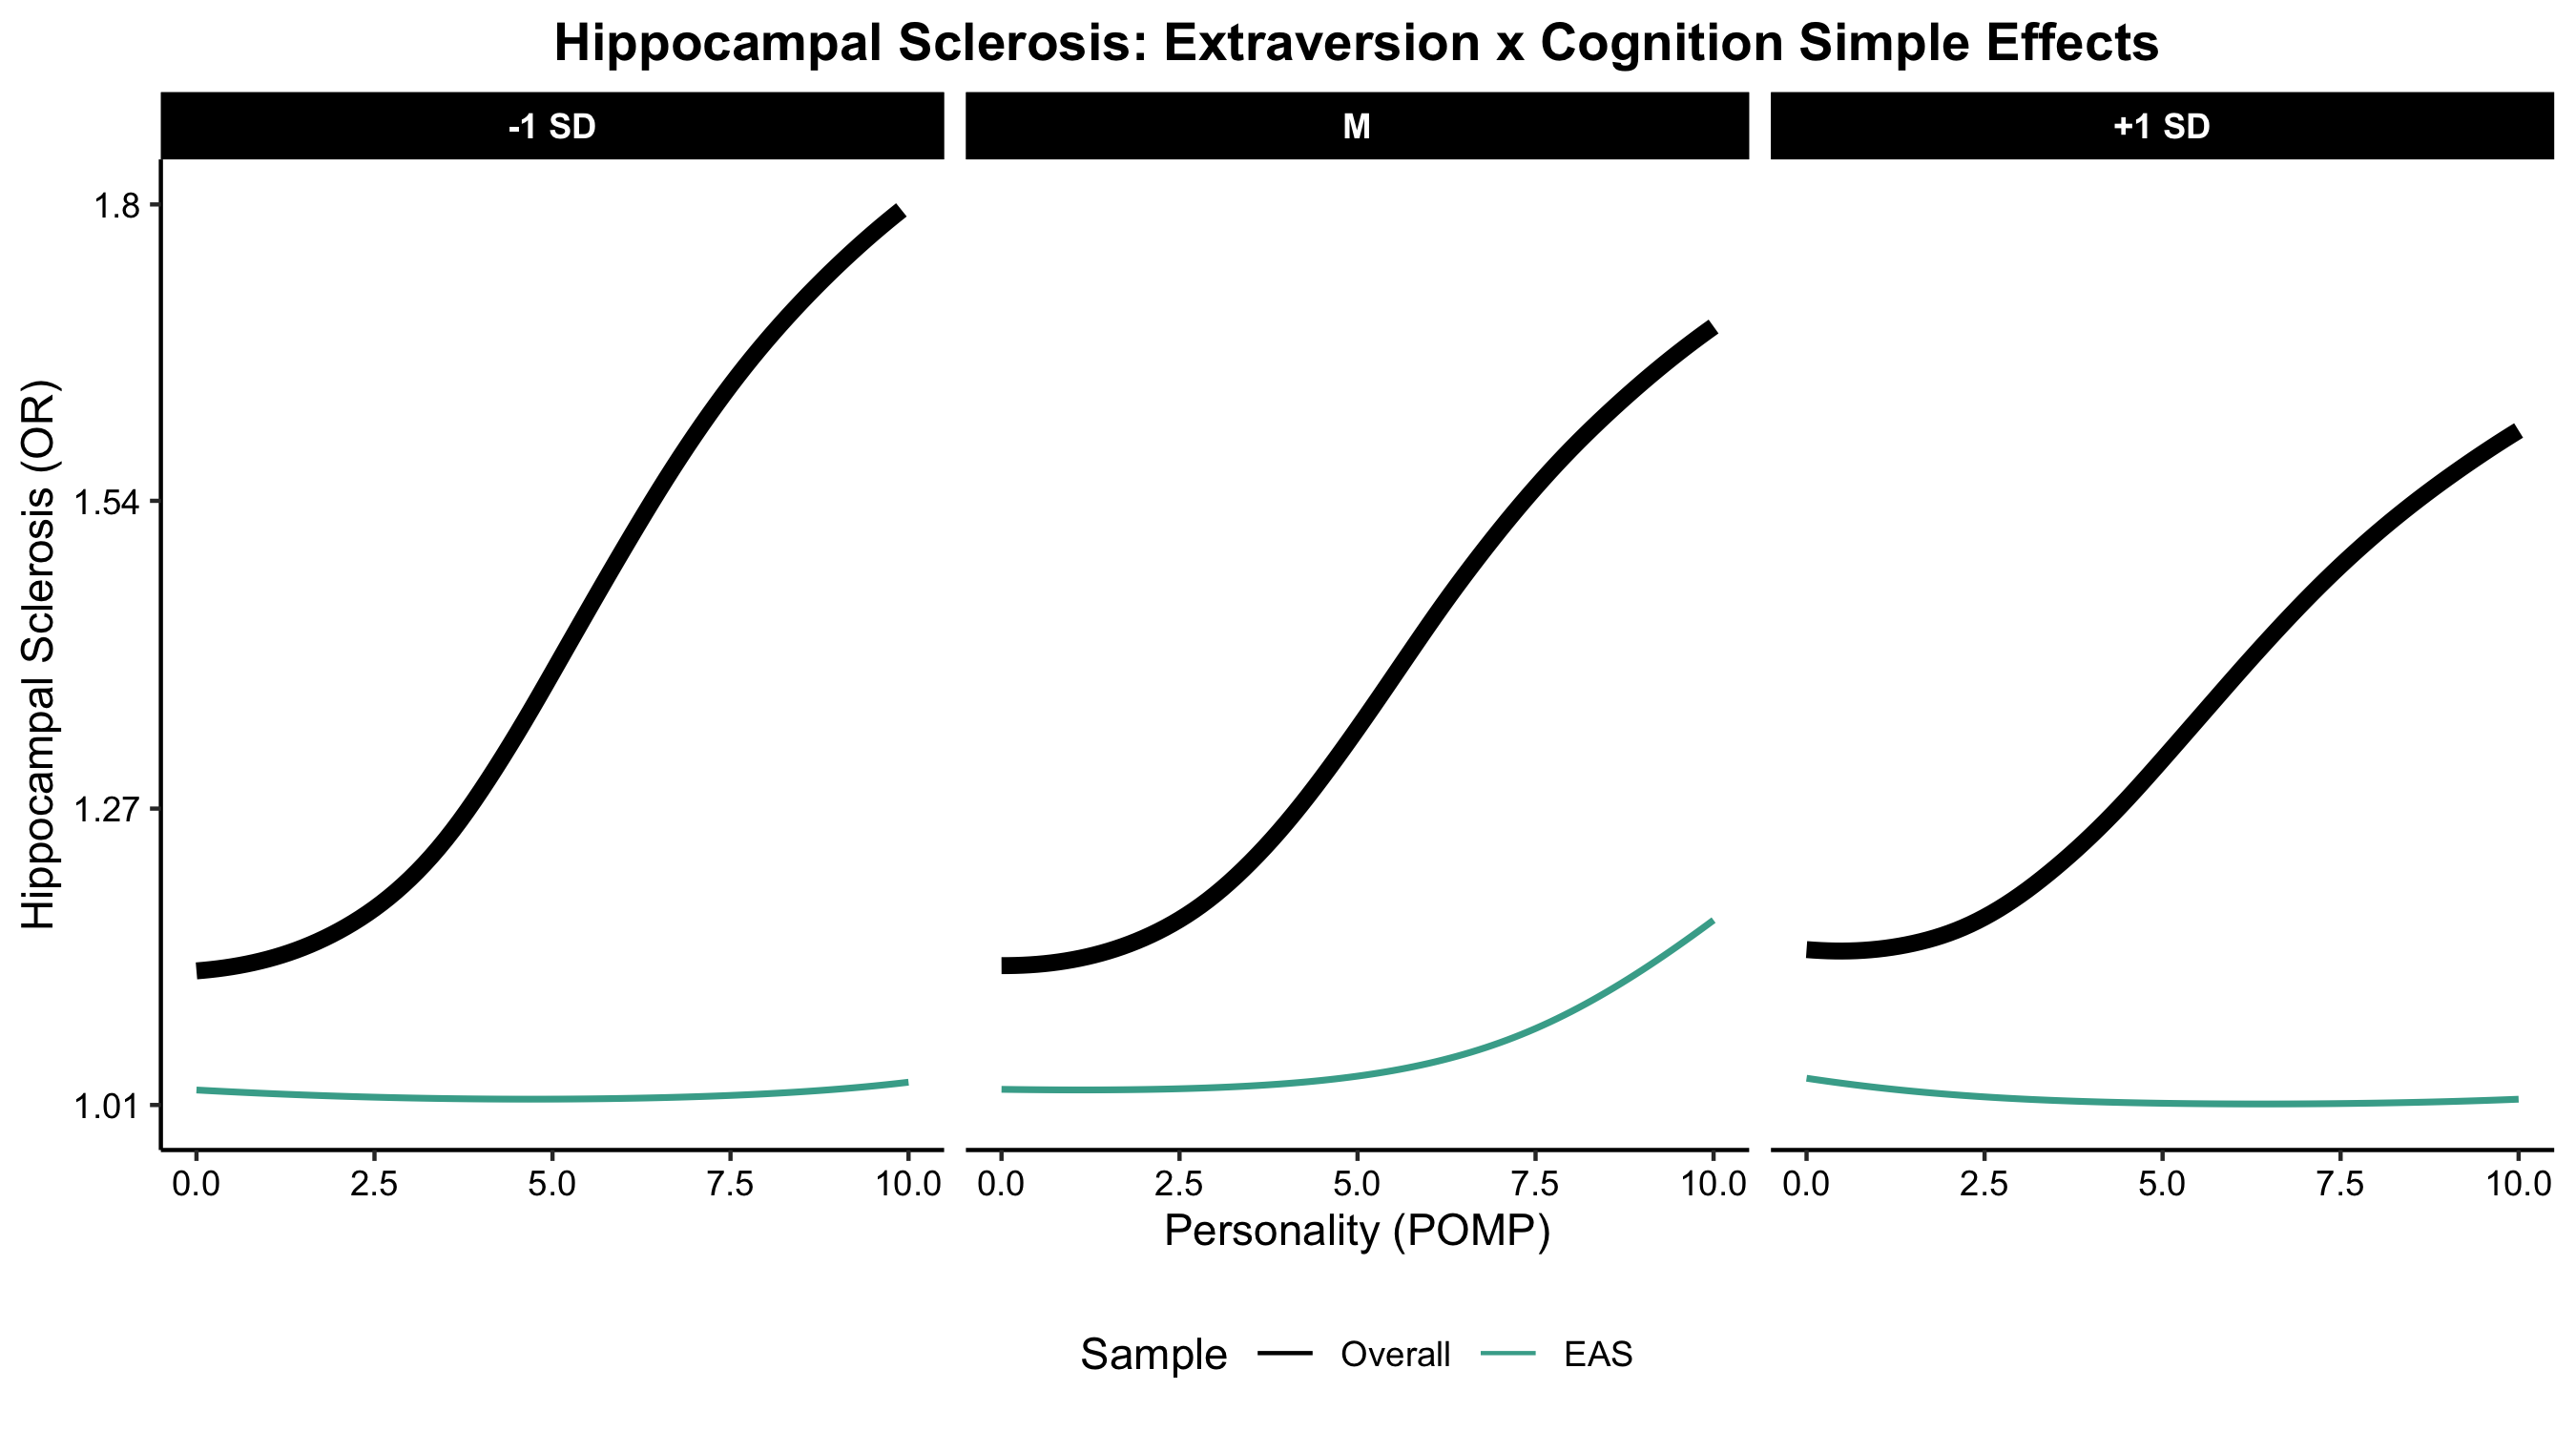 Hippocampal Sclerosis: Extraversion x Cognition Simple Effects
-1 SD
M
+1 SD
Hippocampal Sclerosis (OR)
1.8
1.54
1.27
1.01
0.0 2.5 5.0 7.5 10.0
0.0 2.5 5.0 7.5 10.0
0.0 2.5 5.0 7.5 10.0
Personality (POMP)
Sample Overall EAS